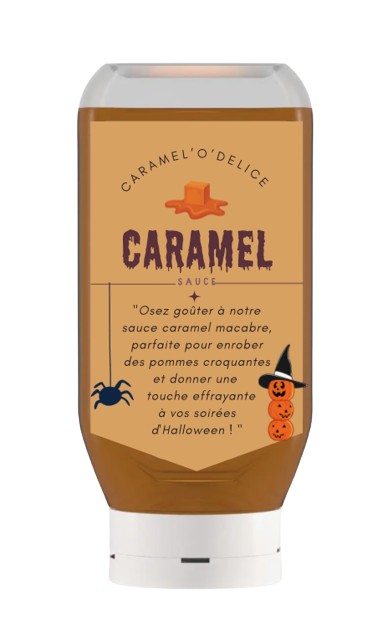 CARAMEL'O'DELICE
CARAMEL
SAUCE
"Osez goûter à notre
sauce caramel macabre,
parfaite pour enrober
des pommes croquantes
et donner une
touche effrayante
à vos soirées
d'Halloween ! "